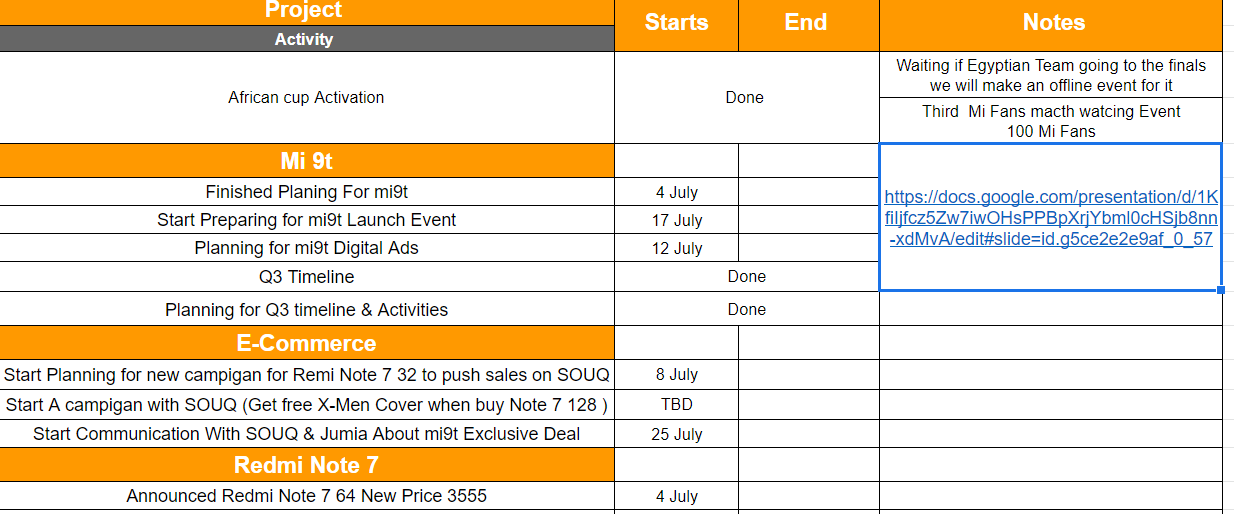 Project
Starts
End
Notes
Activity
African cup Activation
Done
Waiting if Egyptian Team going to the finals
we will make an offline event for it
Third Mi Fans macth watcing Event
100 Mi Fans
Mi 9t
https://docs.google.com/presentation/d/1K
fiIjfcz5Zw7iwOHsPPBpXrjYbml0cHSjb8nn
-xdMvA/edit#slide=id.g5ce2e2e9af_0_57
Finished Planing For mi9t
4 July
Start Preparing for mi9t Launch Event
17 July
Planning for mi9t Digital Ads
12 July
Q3 Timeline
Done
Planning for Q3 timeline & Activities
Done
E-Commerce
Start Planning for new campigan for Remi Note 7 32 to push sales on SOUQ
8 July
Start A campigan with SOUQ (Get free X-Men Cover when buy Note 7 128 )
TBD
Start Communication With SOUQ & Jumia About mi9t Exclusive Deal
25 July
Redmi Note 7
Announced Redmi Note 7 64 New Price 3555
4 July